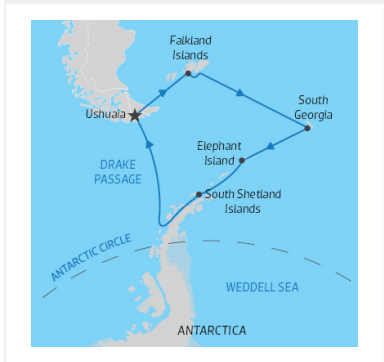 Falkland
Islands
South
Georgia
Ushuaia
Elephant
Island
DRAKE
PASSAGE
South Shetland
Islands
ANTARCTIC CIRCLE
WEDDELL SEA
ANTARCTICA